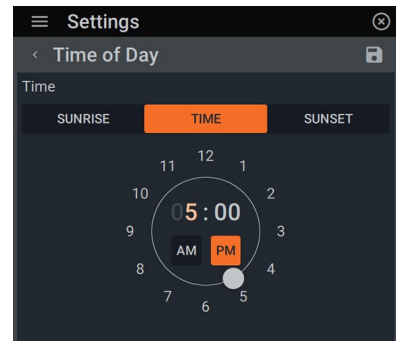 Settings
Time of Day
Time
SUNRISE TIME SUNSET
12
11 1
10 2
05:00
9 3
AM PM
8 4
7 5
6